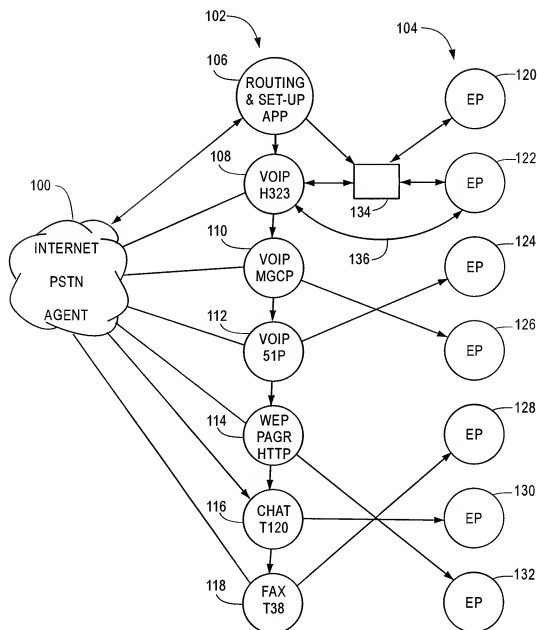 102
104
106
ROUTING
& SET-UP
APP
120
EP
108
VOIP
H323
134
122
EP
100
INTERNET
PSTN
AGENT
110
VOIP
MGCP
136
124
EP
112
VOIP
51P
126
EP
114
WEP
PAGR
HTTP
128
EP
116
CHAT
T120
130
EP
118
FAX
T38
132
EP